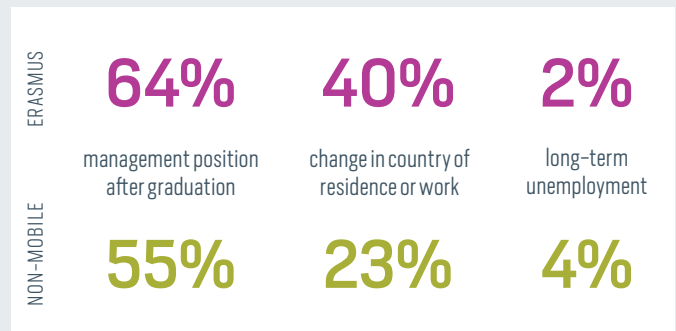 ERASMUS
64% 40% 2%
management position
after graduation
change in country of
residence or work
long-term
unemployment
NON-MOBILE
55% 23% 4%